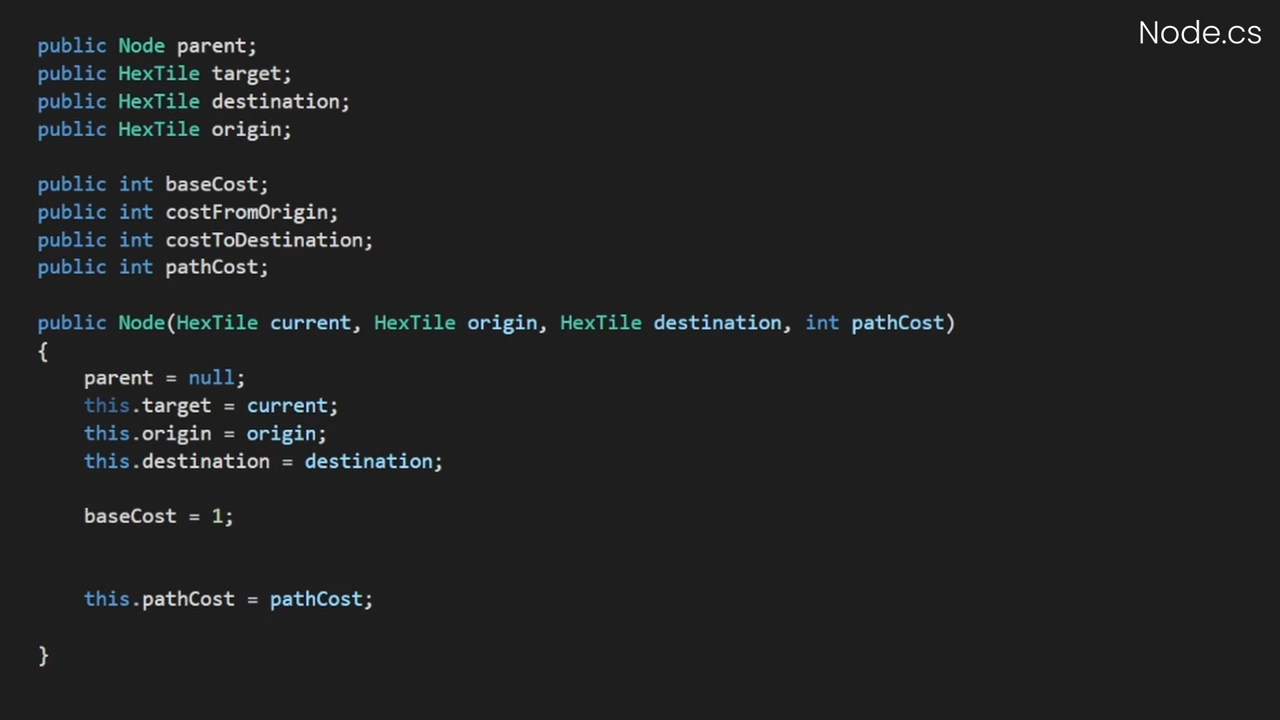 Node.cs
public Node parent;
public HexTile target;
public HexTile destination;
public HexTile origin;
public int baseCost;
public int costFromOrigin;
public int costToDestination;
public int pathCost;
public Node(HexTile current, HexTile origin, HexTile destination, int pathCost)
{
    parent = null;
    this.target = current;
    this.origin = origin;
    this.destination = destination;
    baseCost = 1;
    this.pathCost = pathCost;
}